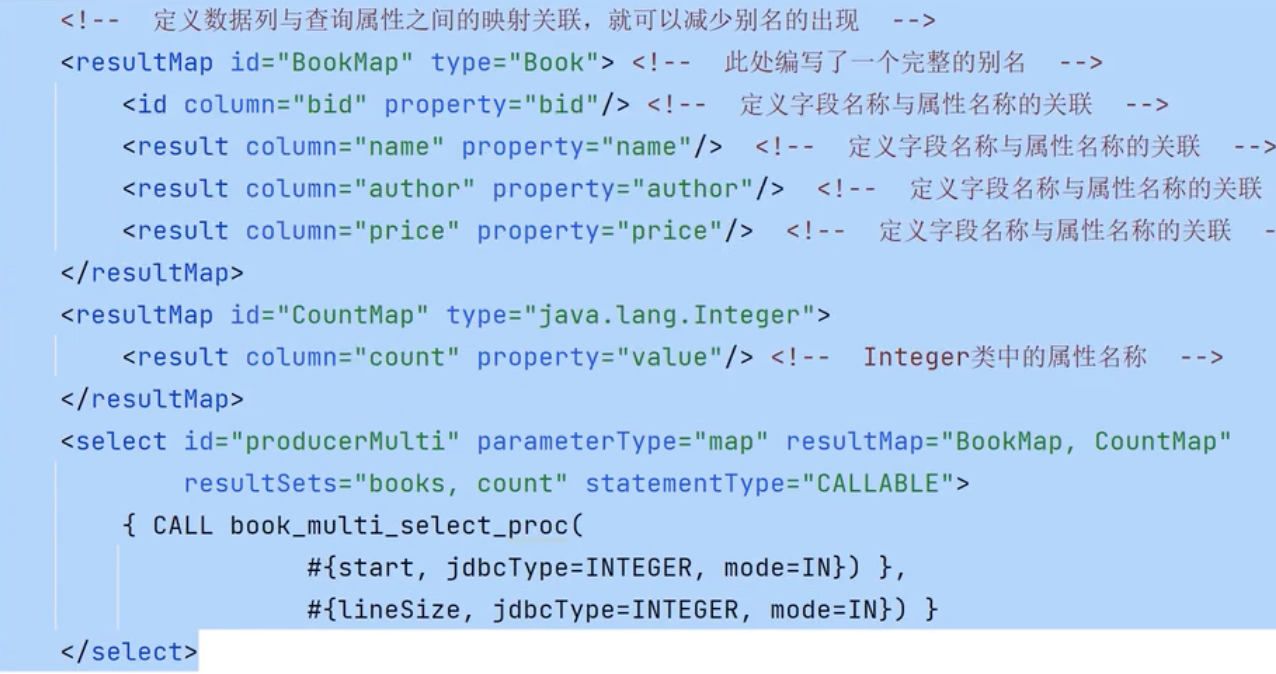 <!--  定义数据列与查询属性之间的映射关联，就可以减少别名的出现  -->
<resultMap id="BookMap" type="Book"> <!--  此处编写了一个完整的别名  -->
<id column="bid" property="bid"/> <!--  定义字段名称与属性名称的关联  -->
<result column="name" property="name"/>  <!--  定义字段名称与属性名称的关联  -->
<result column="author" property="author"/>  <!--  定义字段名称与属性名称的关联
<result column="price" property="price"/>  <!--  定义字段名称与属性名称的关联  -
</resultMap>
<resultMap id="CountMap" type="java.lang.Integer">
<result column="count" property="value"/> <!--  Integer类中的属性名称  -->
</resultMap>
<select id="producerMulti" parameterType="map" resultMap="BookMap, CountMap"
resultSets="books, count" statementType="CALLABLE">
{ CALL book_multi_select_proc(
#{start, jdbcType=INTEGER, mode=IN}) },
#{lineSize, jdbcType=INTEGER, mode=IN}) }
</select>